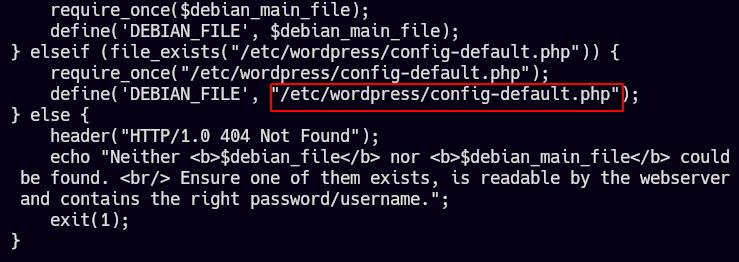 require_once($debian_main_file);
define('DEBIAN_FILE', $debian_main_file);
} elseif (file_exists("/etc/wordpress/config-default.php")) {
require_once("/etc/wordpress/config-default.php");
define('DEBIAN_FILE', "/etc/wordpress/config-default.php");
} else {
header("HTTP/1.0 404 Not Found");
echo "Neither <b>$debian_file</b> nor <b>$debian_main_file</b> could
be found. <br/> Ensure one of them exists, is readable by the webserver
and contains the right password/username.";
exit(1);
}